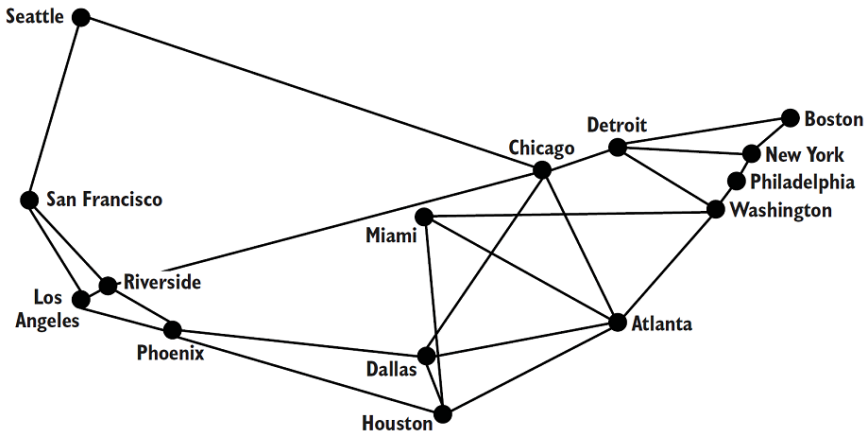 Seattle
Boston
Detroit
Chicago
New York
Philadelphia
San Francisco
Washington
Miami
Riverside
Los
Angeles
Atlanta
Phoenix
Dallas
Houston